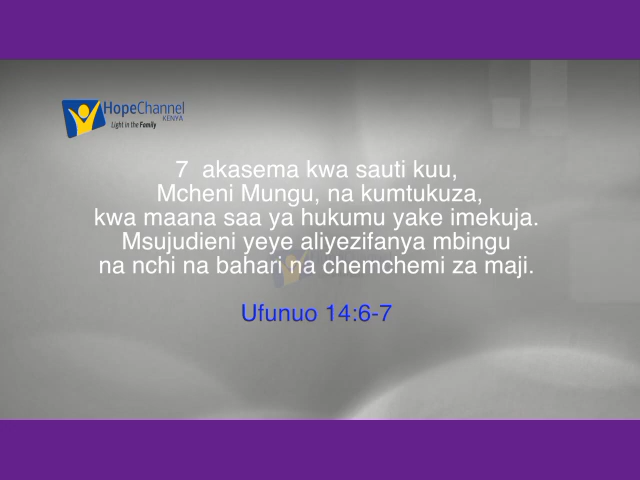 HopeChannel
KENYA
Light in the Family
7 akasema kwa sauti kuu,
Mcheni Mungu, na kumtukuza,
kwa maana saa ya hukumu yake imekuja.
Msujudieni yeye aliyezifanya mbingu
na nchi na bahari na chemchemi za maji.
Ufunuo 14:6-7